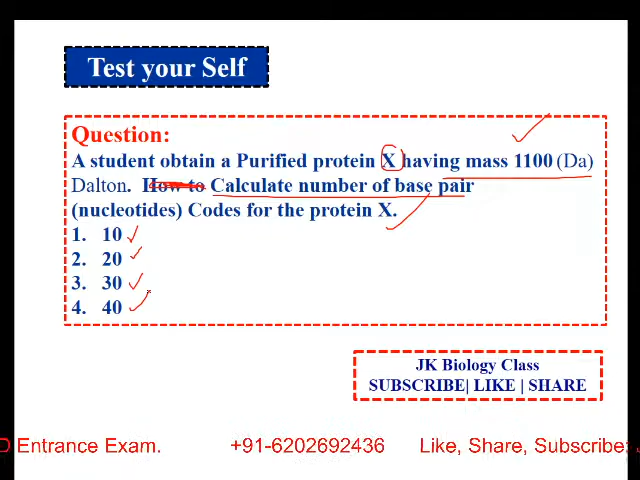 Test your Self
Question:
A student obtain a Purified protein X having mass 1100 (Da)
Dalton. How to Calculate number of base pair
(nucleotides) Codes for the protein X.
1. 10
2. 20
3. 30
4. 40
JK Biology Class
SUBSCRIBE| LIKE | SHARE
D Entrance Exam. +91-6202692436 Like, Share, Subscribe: